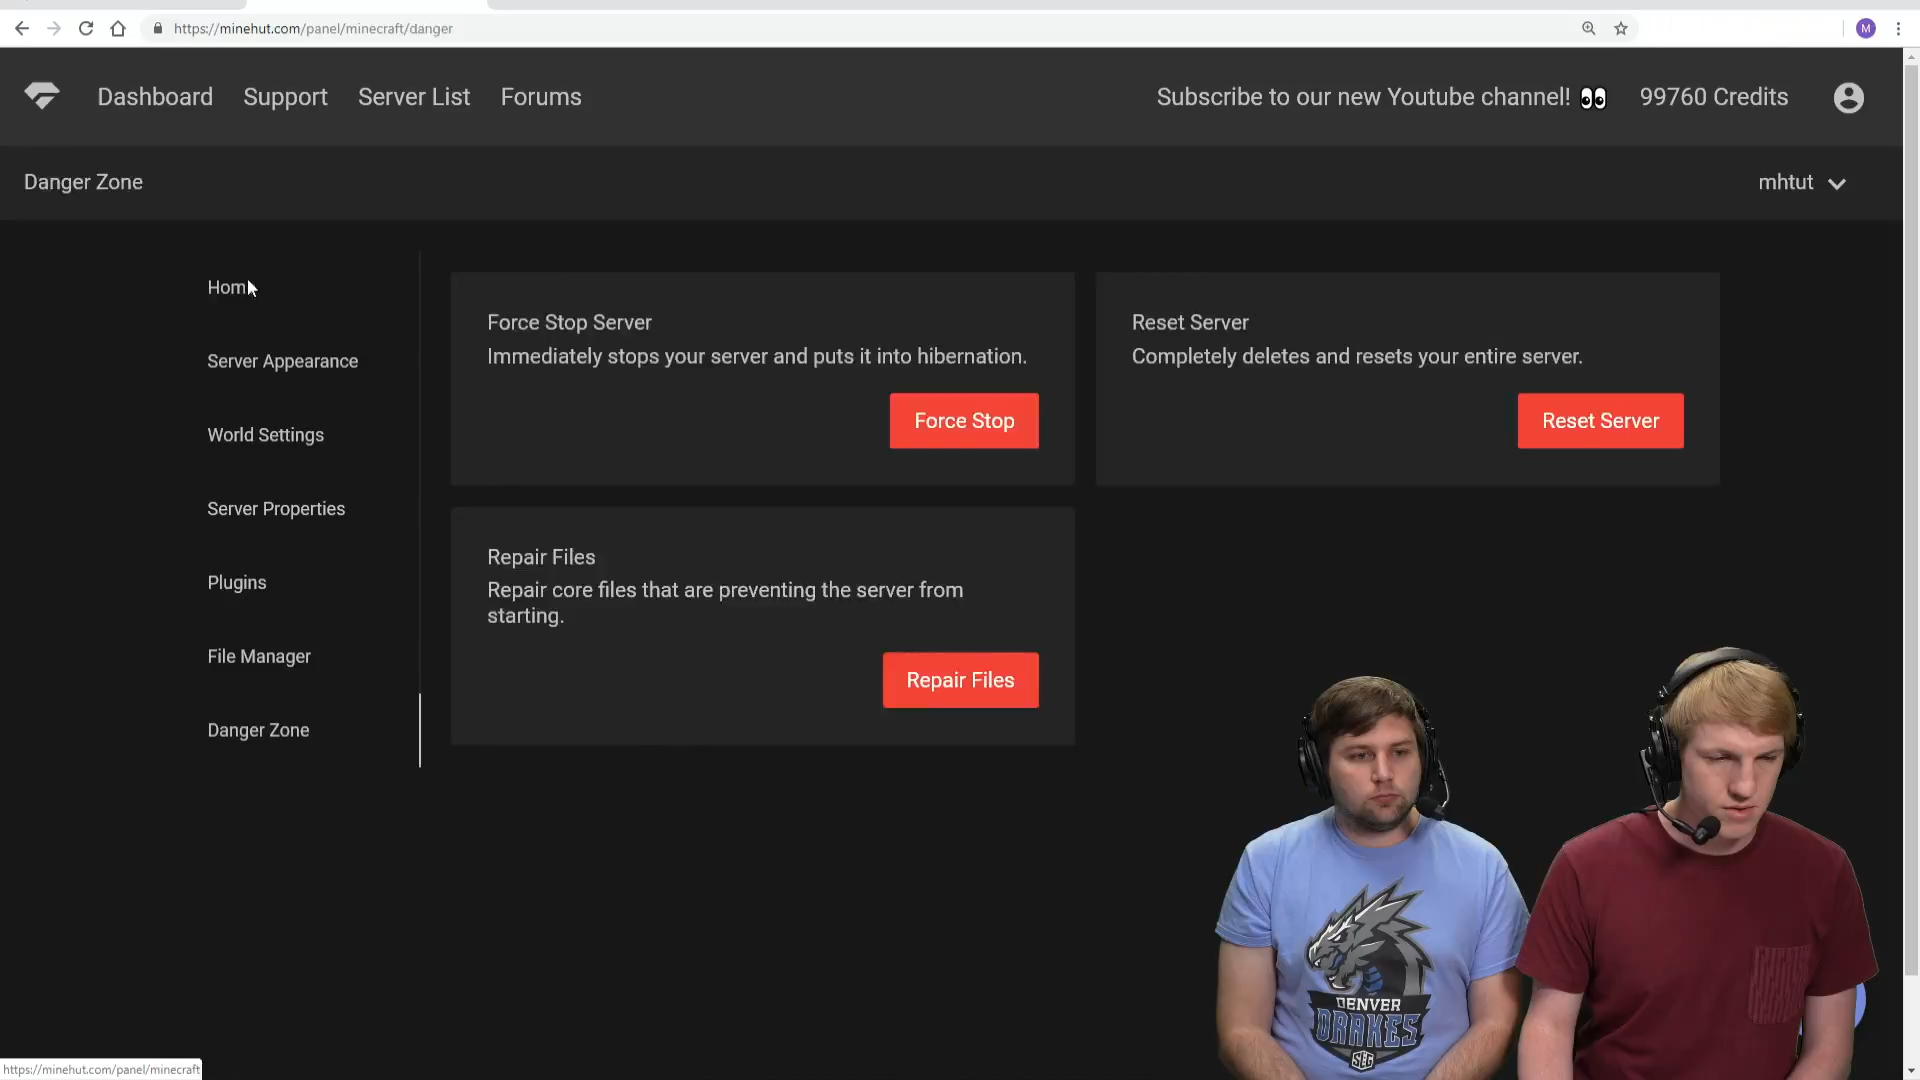 https://minehut.com/panel/minecraft/danger
M
Dashboard Support Server List Forums
Subscribe to our new Youtube channel! 👀 99760 Credits
Danger Zone
mhtut
Home
Server Appearance
World Settings
Server Properties
Plugins
File Manager
Danger Zone
Force Stop Server
Immediately stops your server and puts it into hibernation.
Force Stop
Reset Server
Completely deletes and resets your entire server.
Reset Server
Repair Files
Repair core files that are preventing the server from
starting.
Repair Files
DENVER
DRAKES
SEG
https://minehut.com/panel/minecraft